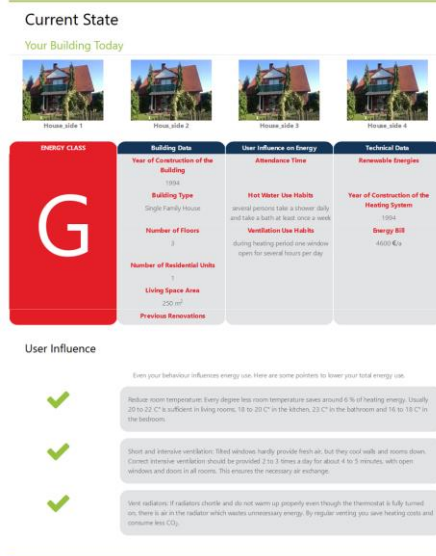 Current State
Your Building Today
House_side 1
Hous_side 2
House_side 3
House_side 4
ENERGY CLASS
G
Building Data
Year of Construction of the
Building
1994
Building Type
Single Family House
Number of Floors
3
Number of Residential Units
1
Living Space Area
250 m²
Previous Renovations
User Influence on Energy
Attendance Time
Hot Water Use Habits
several persons take a shower daily
and take a bath at least once a week
Ventilation Use Habits
during heating period one window
open for several hours per day
Technical Data
Renewable Energies
Year of Construction of the
Heating System
1994
Energy Bill
4600 €/a
User Influence
Even your behaviour influences energy use. Here are some pointers to lower your total energy use.
Reduce room temperature: Every degree less room temperature saves around 6 % of heating energy. Usually
20 to 22 C° is sufficient in living rooms, 18 to 20 C° in the kitchen, 23 C° in the bathroom and 16 to 18 C° in
the bedroom.
Short and intensive ventilation: Tilted windows hardly provide fresh air, but they cool walls and rooms down.
Correct intensive ventilation should be provided 2 to 3 times a day for about 4 to 5 minutes, with open
windows and doors in all rooms. This ensures the necessary air exchange.
Vent radiators: If radiators chortle and do not warm up properly even though the thermostat is fully turned
on, there is air in the radiator which wastes unnecessary energy. By regular venting you save heating costs and
consume less CO₂.